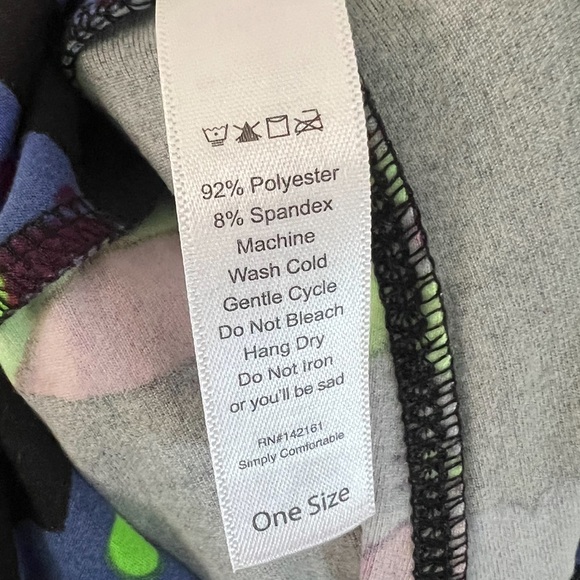 92% Polyester
8% Spandex
Machine
Wash Cold
Gentle Cycle
Do Not Bleach
Hang Dry
Do Not Iron
or you'll be sad
RN#142161
Simply Comfortable
One Size